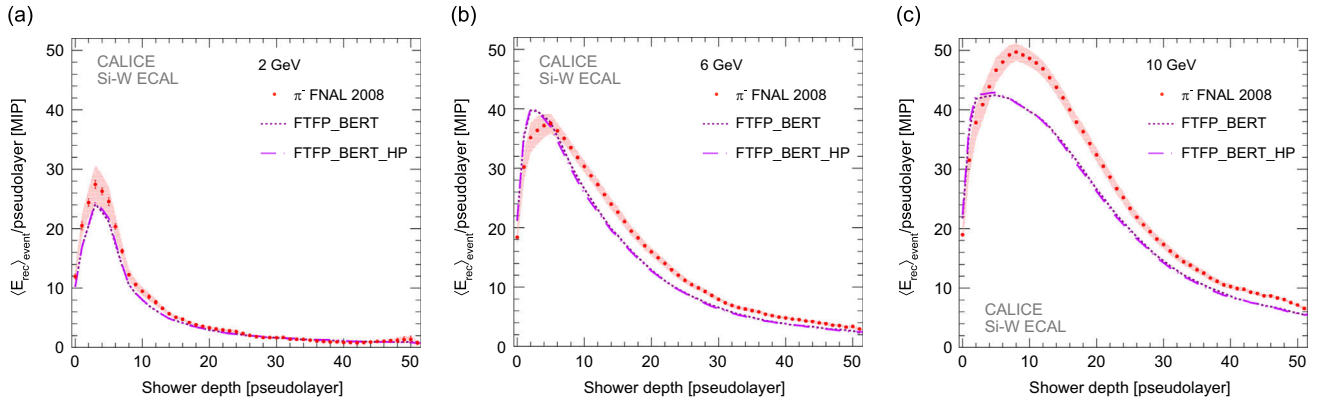 (a)
CALICE
Si-W ECAL
2 GeV
π⁻ FNAL 2008
FTFP_BERT
FTFP_BERT_HP
⟨E_rec⟩_event/pseudolayer [MIP]
50
40
30
20
10
0
0 10 20 30 40 50
Shower depth [pseudolayer]
(b)
CALICE
Si-W ECAL
6 GeV
π⁻ FNAL 2008
FTFP_BERT
FTFP_BERT_HP
⟨E_rec⟩_event/pseudolayer [MIP]
50
40
30
20
10
0
0 10 20 30 40 50
Shower depth [pseudolayer]
(c)
10 GeV
π⁻ FNAL 2008
FTFP_BERT
FTFP_BERT_HP
CALICE
Si-W ECAL
⟨E_rec⟩_event/pseudolayer [MIP]
50
40
30
20
10
0
0 10 20 30 40 50
Shower depth [pseudolayer]